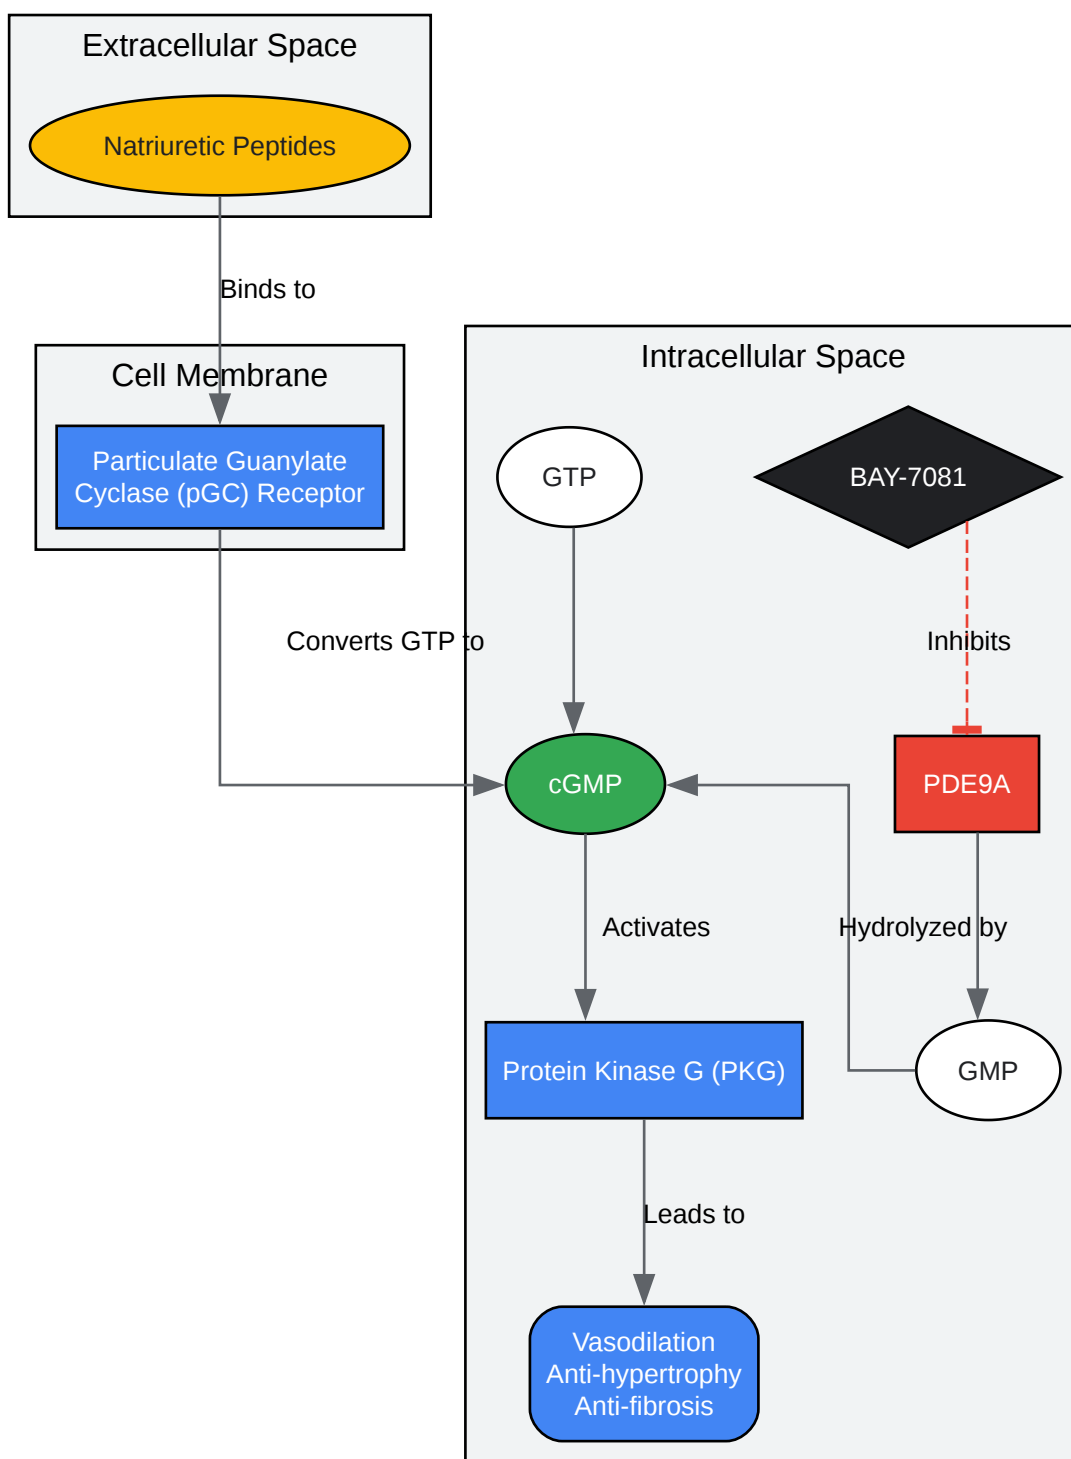 Extracellular Space
Natriuretic Peptides
Binds to
Cell Membrane
Particulate Guanylate
Cyclase (pGC) Receptor
Intracellular Space
GTP
BAY-7081
Converts GTP to
Inhibits
cGMP
PDE9A
Activates
Hydrolyzed by
Protein Kinase G (PKG)
GMP
Leads to
Vasodilation
Anti-hypertrophy
Anti-fibrosis